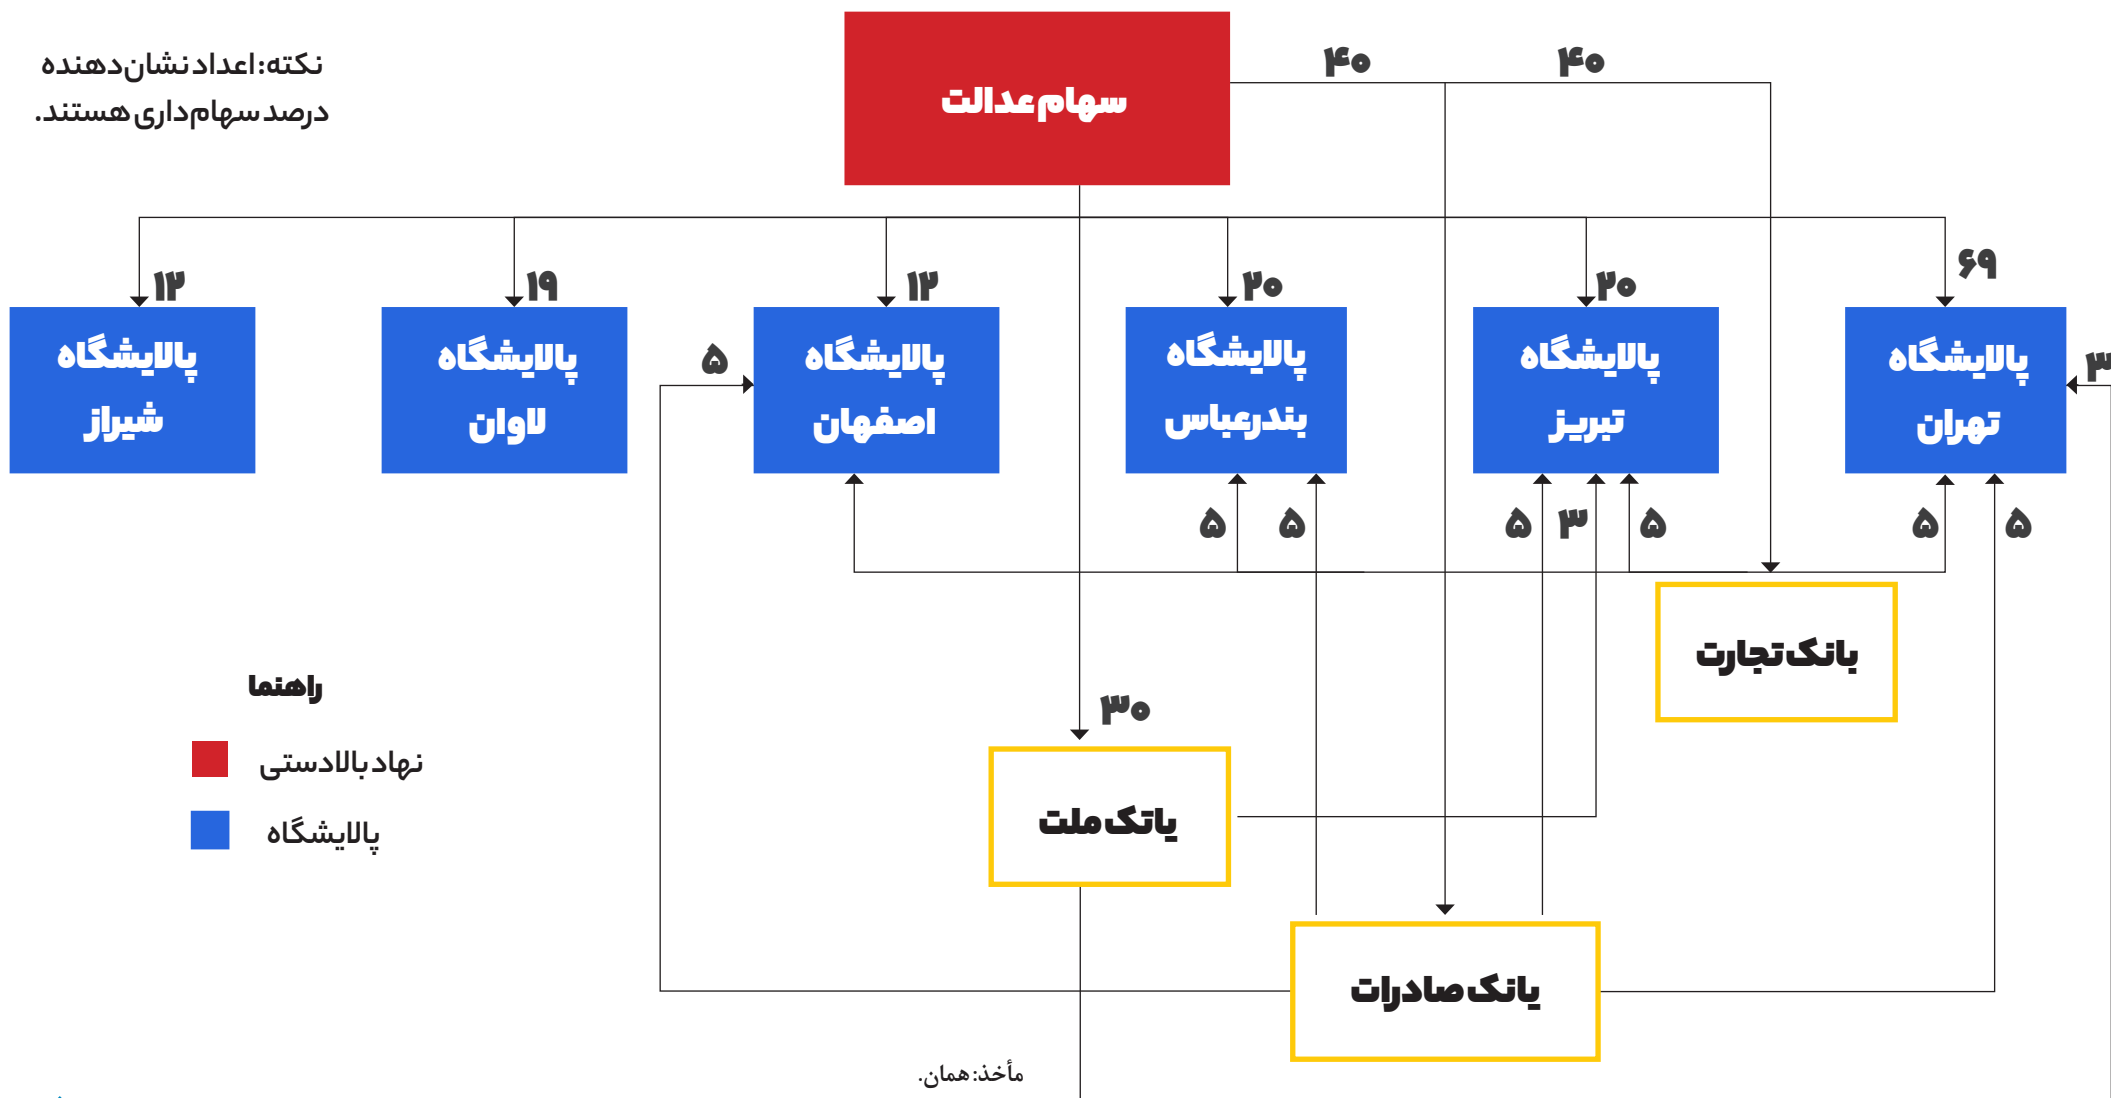 نکته: اعداد نشان‌دهنده
درصد سهام‌داری هستند.
سهام عدالت
۴۰
۴۰
۶۹
۲۰
۲۰
۱۲
۱۹
۱۲
پالایشگاه
تهران
پالایشگاه
تبریز
پالایشگاه
بندرعباس
پالایشگاه
اصفهان
پالایشگاه
لاوان
پالایشگاه
شیراز
۳
۵
۵
۵
۵
۳
۵
۵
۵
بانک تجارت
۳۰
یاتک ملت
یانک صادرات
راهنما
نهاد بالادستی
پالایشگاه
مأخذ: همان.